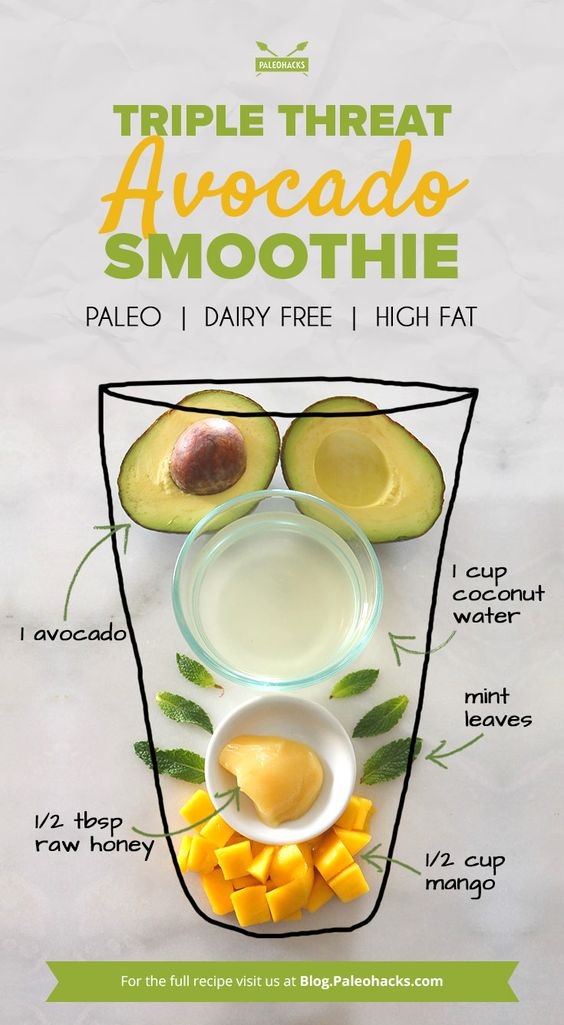 PALEOHACKS
TRIPLE THREAT
Avocado
SMOOTHIE
PALEO | DAIRY FREE | HIGH FAT
1 avocado
1 cup
coconut
water
mint
leaves
1/2 tbsp
raw honey
1/2 cup
mango
For the full recipe visit us at Blog.Paleohacks.com